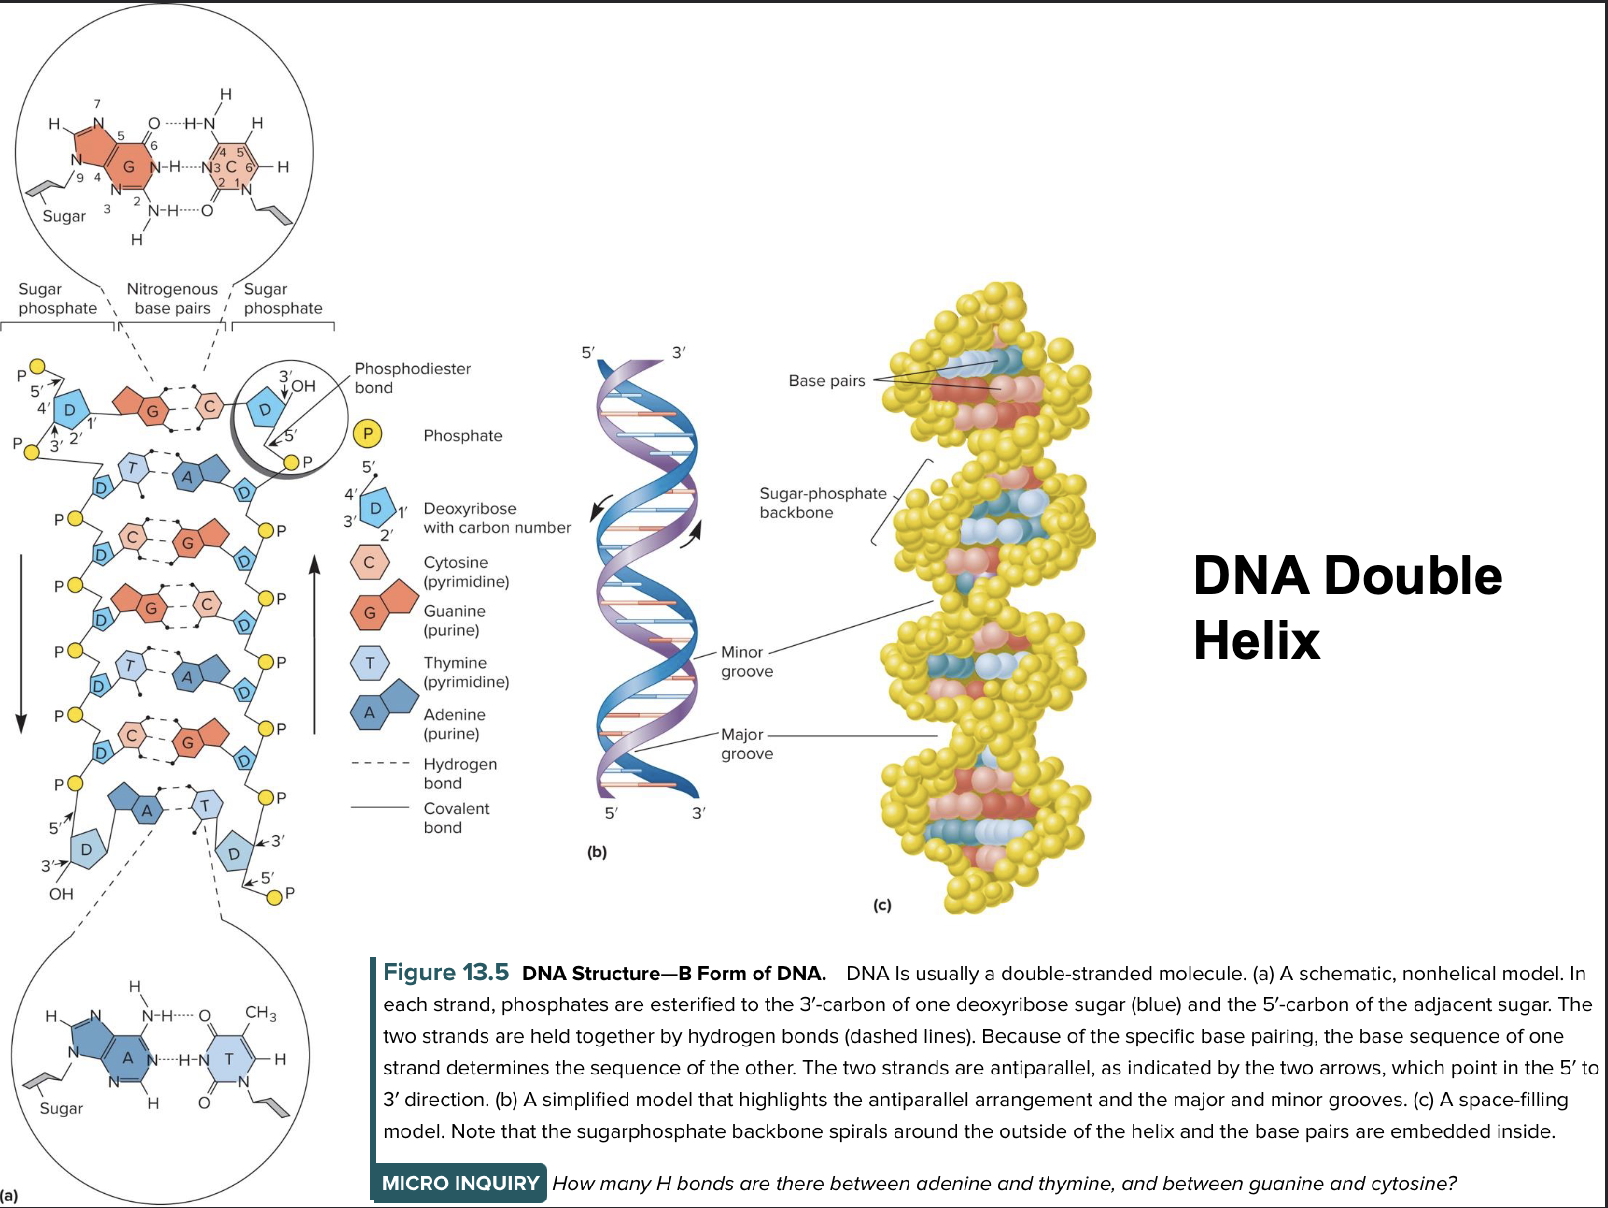 H
7
H
N
O
H-N
H
5
6
4
5
G
N-H
N3
C
6
H
N
9
4
N
2
1
N
3
2
N-H
O
Sugar
H
Sugar phosphate
Nitrogenous base pairs
Sugar phosphate
P
5′
4′
D
1′
3′
2′
G
C
D
3′
OH
5′
P
P
Phosphodiester
bond
T
A
D
D
P
P
C
G
D
D
P
P
G
C
D
D
P
P
T
A
D
D
P
P
C
G
D
D
P
P
A
T
5′
D
3′
OH
D
3′
5′
P
P
Phosphate
5′
4′
D
1′
3′
2′
Deoxyribose
with carbon number
C
Cytosine
(pyrimidine)
G
Guanine
(purine)
T
Thymine
(pyrimidine)
A
Adenine
(purine)
Hydrogen
bond
Covalent
bond
H
H
N
N-H
O
CH₃
N
A
N
H-N
T
H
N
N
H
O
Sugar
(a)
5′
3′
5′
3′
(b)
Base pairs
Sugar-phosphate
backbone
Minor
groove
Major
groove
(c)
DNA Double
Helix
Figure 13.5 DNA Structure—B Form of DNA. DNA Is usually a double-stranded molecule. (a) A schematic, nonhelical model. In
each strand, phosphates are esterified to the 3′-carbon of one deoxyribose sugar (blue) and the 5′-carbon of the adjacent sugar. The
two strands are held together by hydrogen bonds (dashed lines). Because of the specific base pairing, the base sequence of one
strand determines the sequence of the other. The two strands are antiparallel, as indicated by the two arrows, which point in the 5′ to
3′ direction. (b) A simplified model that highlights the antiparallel arrangement and the major and minor grooves. (c) A space-filling
model. Note that the sugarphosphate backbone spirals around the outside of the helix and the base pairs are embedded inside.
MICRO INQUIRY How many H bonds are there between adenine and thymine, and between guanine and cytosine?